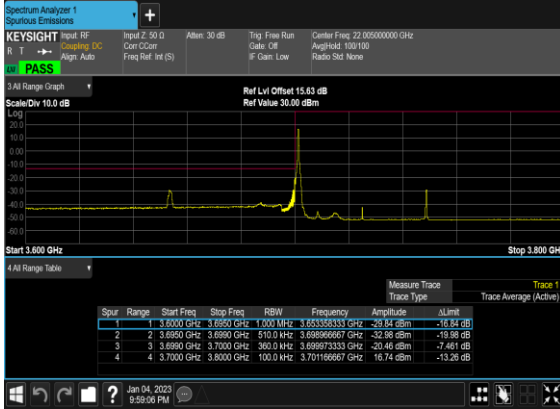 Spectrum Analyzer 1
Spurious Emissions
+
KEYSIGHT Input: RF Input Z: 50 Ω Atten: 30 dB Trig: Free Run Center Freq: 22.005000000 GHz
R T Coupling: DC Corr CCorr Gate: Off Avg|Hold: 100/100
Align: Auto Freq Ref: Int (S) IF Gain: Low Radio Std: None
PASS
3 All Range Graph
Ref Lvl Offset 15.63 dB
Scale/Div 10.0 dB Ref Value 30.00 dBm
Log
20.0
10.0
0.00
-10.0
-20.0
-30.0
-40.0
-50.0
-60.0
Start 3.600 GHz Stop 3.800 GH
4 All Range Table
Measure Trace Trace 1
Trace Type Trace Average (Active)
Spur Range Start Freq Stop Freq RBW Frequency Amplitude ΔLimit
1 1 3.6000 GHz 3.6950 GHz 1.000 MHz 3.653358333 GHz -29.84 dBm -16.84 dB
2 2 3.6950 GHz 3.6990 GHz 510.0 kHz 3.698966667 GHz -32.98 dBm -19.98 dB
3 3 3.6990 GHz 3.7000 GHz 360.0 kHz 3.699973333 GHz -20.46 dBm -7.461 dB
4 4 3.7000 GHz 3.8000 GHz 100.0 kHz 3.701166667 GHz 16.74 dBm -13.26 dB
Jan 04, 2023
9:59:06 PM